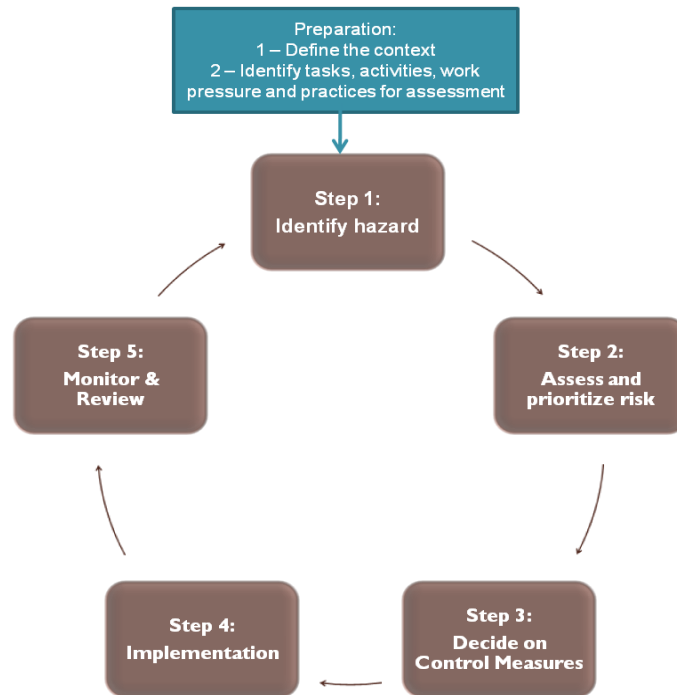 Preparation:
1 – Define the context
2 – Identify tasks, activities, work
pressure and practices for assessment
Step 1:
Identify hazard
Step 2:
Assess and
prioritize risk
Step 3:
Decide on
Control Measures
Step 4:
Implementation
Step 5:
Monitor &
Review